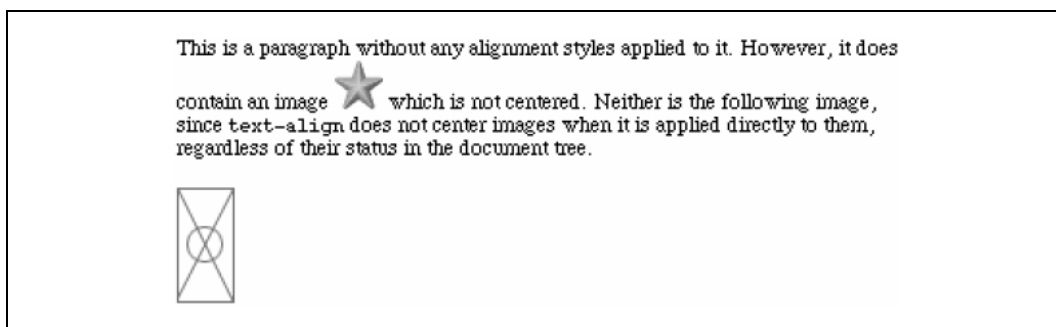 This is a paragraph without any alignment styles applied to it. However, it does
contain an image which is not centered. Neither is the following image,
since text-align does not center images when it is applied directly to them,
regardless of their status in the document tree.